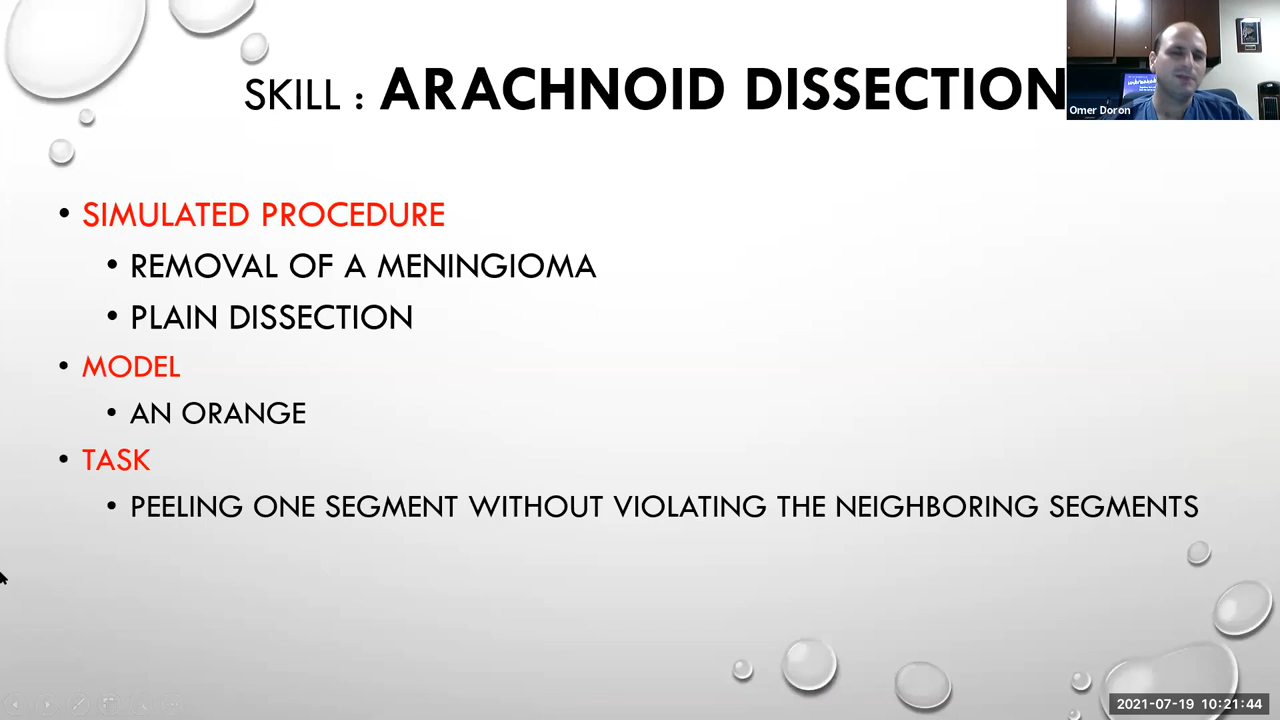 SKILL : ARACHNOID DISSECTION
Omer Doron
• SIMULATED PROCEDURE
• REMOVAL OF A MENINGIOMA
• PLAIN DISSECTION
• MODEL
• AN ORANGE
• TASK
• PEELING ONE SEGMENT WITHOUT VIOLATING THE NEIGHBORING SEGMENTS
2021-07-19 10:21:44